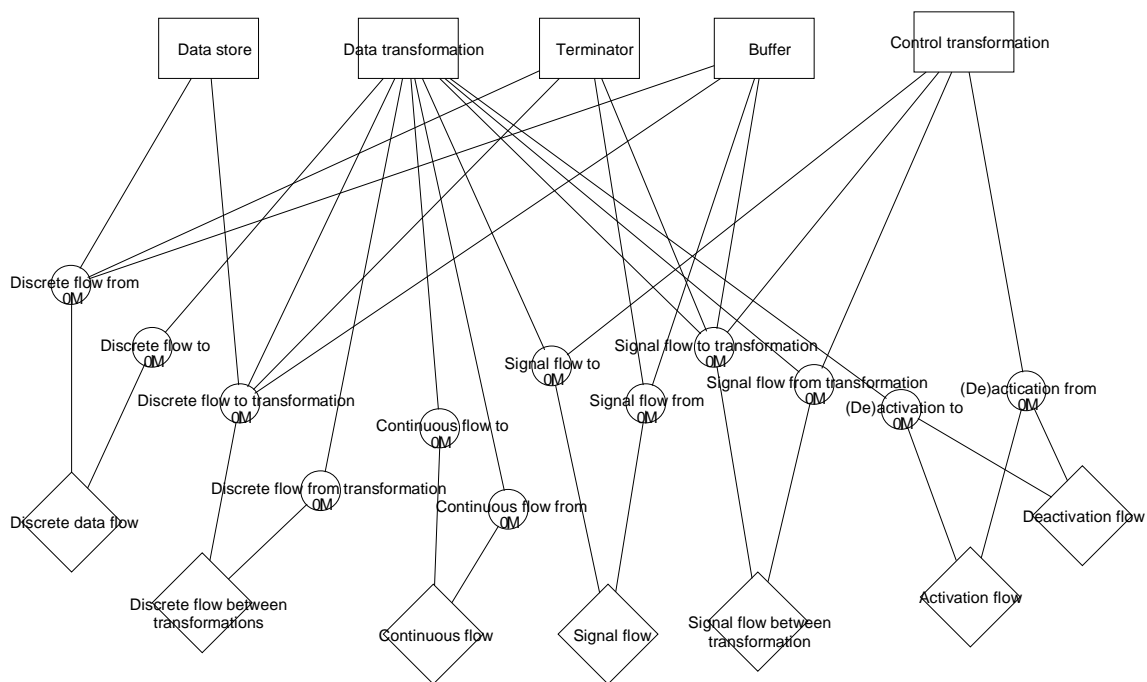 Data store
Data transformation
Terminator
Buffer
Control transformation
Discrete flow from
0M
Discrete flow to
0M
Discrete flow to transformation
0M
Discrete flow from transformation
0M
Continuous flow to
0M
Continuous flow from
0M
Signal flow to
0M
Signal flow from
0M
Signal flow to transformation
0M
Signal flow from transformation
0M
(De)activation to
0M
(De)actication from
0M
Discrete data flow
Discrete flow between
transformations
Continuous flow
Signal flow
Signal flow between
transformation
Activation flow
Deactivation flow